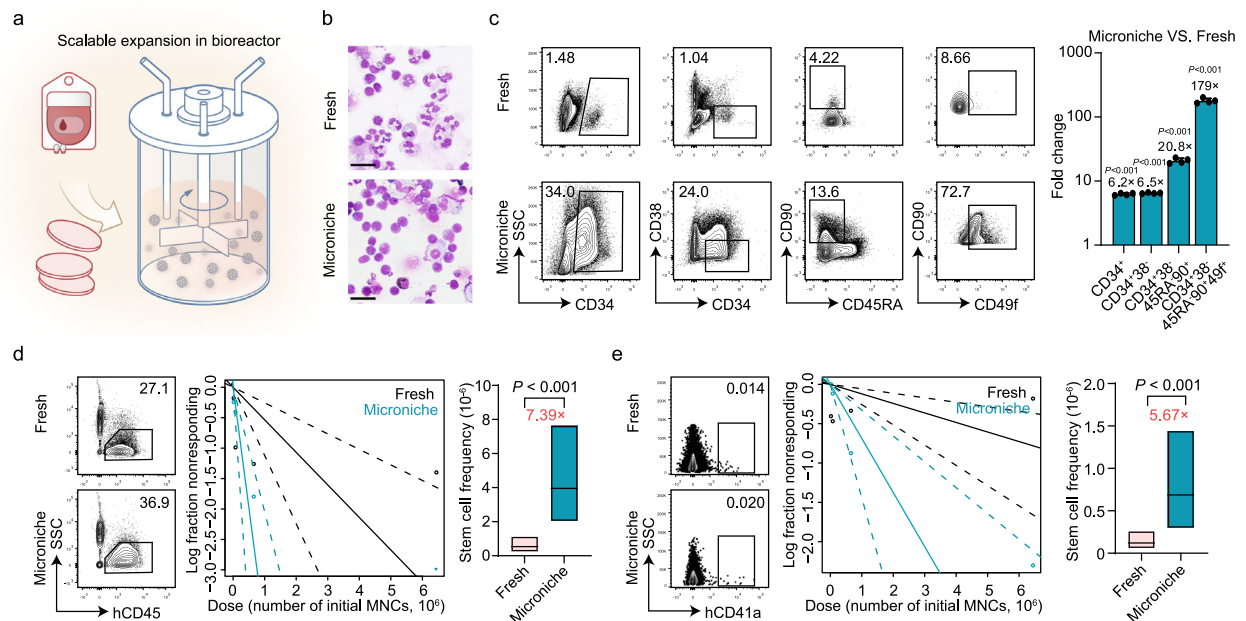 a
Scalable expansion in bioreactor
b
Fresh
Microniche
c
Fresh
1.48
1.04
4.22
8.66
Microniche
SSC
34.0
CD38
24.0
CD90
13.6
CD90
72.7
CD34
CD34
CD45RA
CD49f
Microniche VS. Fresh
Fold change
1000
100
10
1
P<0.001
6.2×
P<0.001
6.5×
P<0.001
20.8×
P<0.001
179×
CD34⁺
CD34⁺38⁻
CD34⁺38⁻
45RA⁻90⁺
CD34⁺38⁻
45RA⁻90⁺49f⁺
d
Fresh
27.1
Microniche
SSC
36.9
hCD45
Log fraction nonresponding
0.0
−0.5
−1.0
−1.5
−2.0
−2.5
−3.0
Fresh
Microniche
0 1 2 3 4 5 6
Dose (number of initial MNCs, 10⁶)
Stem cell frequency (10⁻⁶)
10
8
6
4
2
0
P < 0.001
7.39×
Fresh
Microniche
e
Fresh
0.014
Microniche
SSC
0.020
hCD41a
Log fraction nonresponding
0.0
−0.5
−1.0
−1.5
−2.0
Fresh
Microniche
0 1 2 3 4 5 6
Dose (number of initial MNCs, 10⁶)
Stem cell frequency (10⁻⁶)
2.0
1.5
1.0
0.5
0
P < 0.001
5.67×
Fresh
Microniche